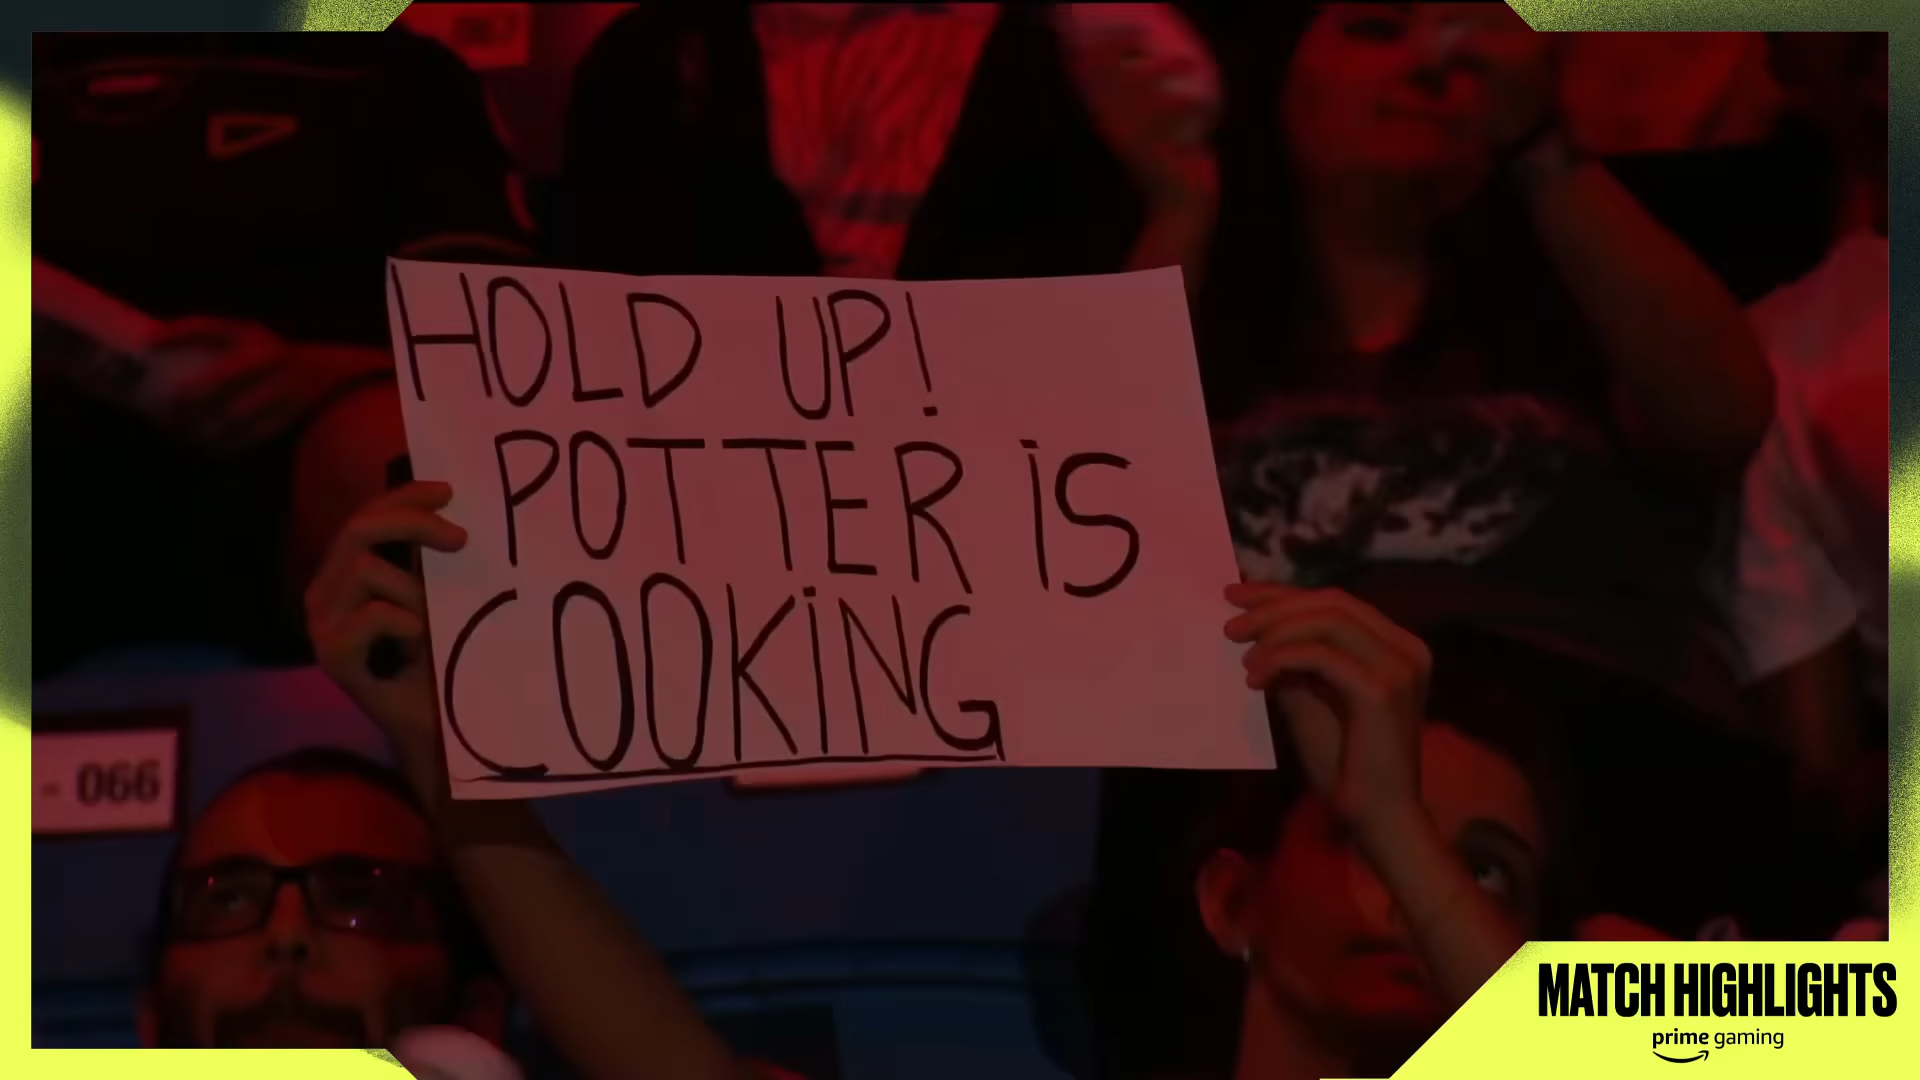 HOLD UP!
POTTER iS
COOKiNG
- 066
MATCH HIGHLIGHTS
prime gaming